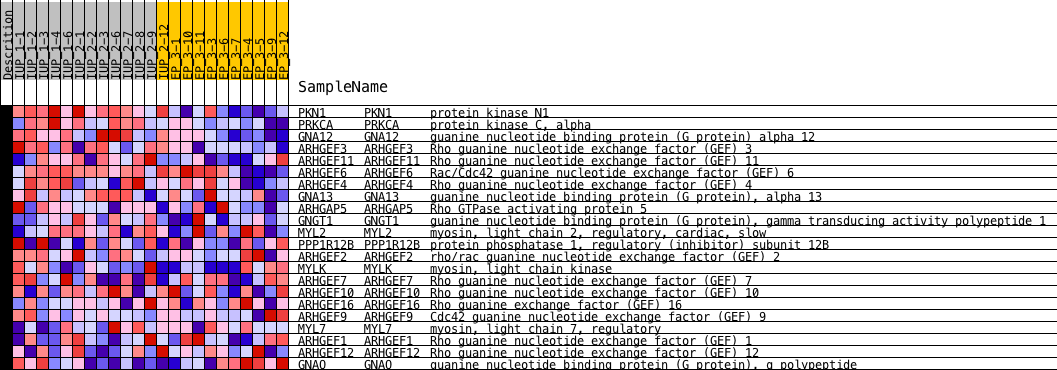 Descrition
IUP_1-1
IUP_1-2
IUP_1-3
IUP_1-4
IUP_1-6
IUP_2-1
IUP_2-2
IUP_2-3
IUP_2-6
IUP_2-7
IUP_2-8
IUP_2-9
IUP_2-12
EP_3-1
EP_3-10
EP_3-11
EP_3-3
EP_3-6
EP_3-7
EP_3-4
EP_3-5
EP_3-9
EP_3-12
SampleName
PKN1 PKN1 protein kinase N1
PRKCA PRKCA protein kinase C, alpha
GNA12 GNA12 guanine nucleotide binding protein (G protein) alpha 12
ARHGEF3 ARHGEF3 Rho guanine nucleotide exchange factor (GEF) 3
ARHGEF11 ARHGEF11 Rho guanine nucleotide exchange factor (GEF) 11
ARHGEF6 ARHGEF6 Rac/Cdc42 guanine nucleotide exchange factor (GEF) 6
ARHGEF4 ARHGEF4 Rho guanine nucleotide exchange factor (GEF) 4
GNA13 GNA13 guanine nucleotide binding protein (G protein), alpha 13
ARHGAP5 ARHGAP5 Rho GTPase activating protein 5
GNGT1 GNGT1 guanine nucleotide binding protein (G protein), gamma transducing activity polypeptide 1
MYL2 MYL2 myosin, light chain 2, regulatory, cardiac, slow
PPP1R12B PPP1R12B protein phosphatase 1, regulatory (inhibitor) subunit 12B
ARHGEF2 ARHGEF2 rho/rac guanine nucleotide exchange factor (GEF) 2
MYLK MYLK myosin, light chain kinase
ARHGEF7 ARHGEF7 Rho guanine nucleotide exchange factor (GEF) 7
ARHGEF10 ARHGEF10 Rho guanine nucleotide exchange factor (GEF) 10
ARHGEF16 ARHGEF16 Rho guanine exchange factor (GEF) 16
ARHGEF9 ARHGEF9 Cdc42 guanine nucleotide exchange factor (GEF) 9
MYL7 MYL7 myosin, light chain 7, regulatory
ARHGEF1 ARHGEF1 Rho guanine nucleotide exchange factor (GEF) 1
ARHGEF12 ARHGEF12 Rho guanine nucleotide exchange factor (GEF) 12
GNAQ GNAQ guanine nucleotide binding protein (G protein), q polypeptide